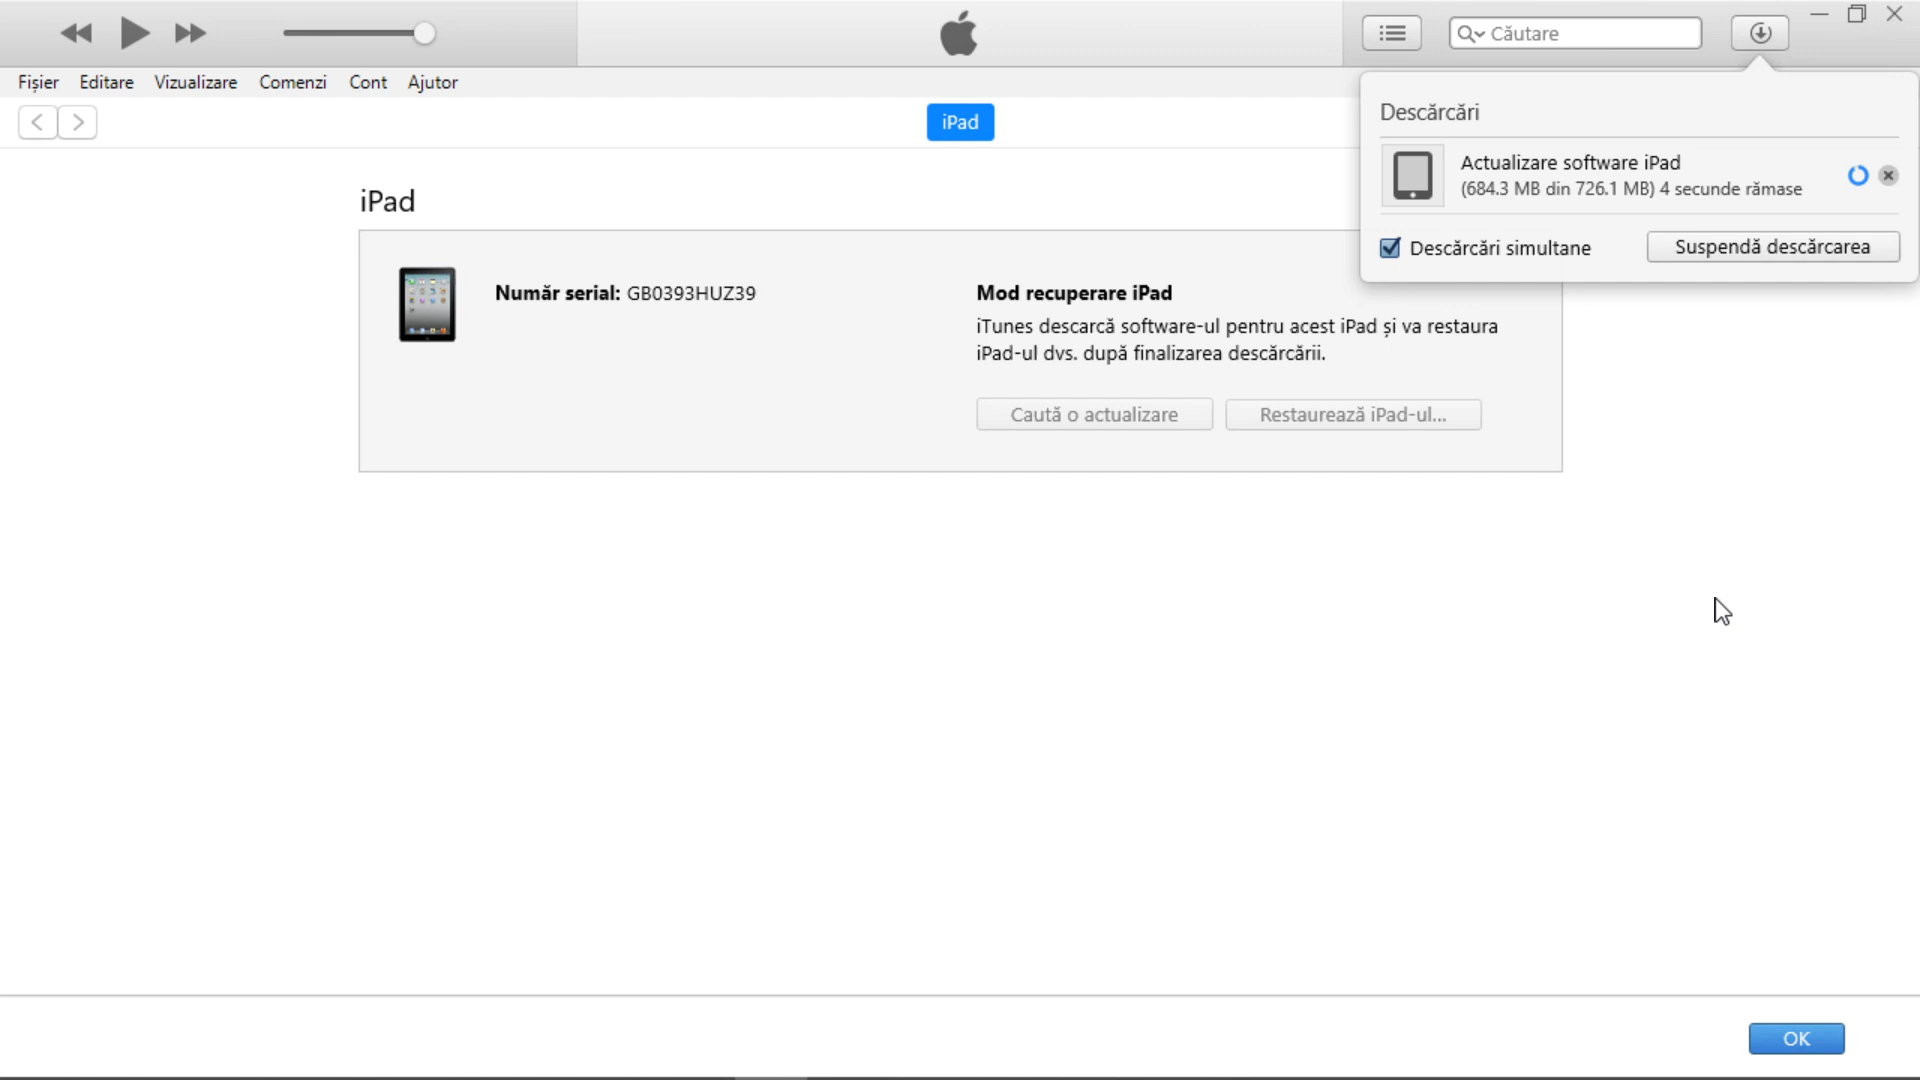 Căutare
Fișier Editare Vizualizare Comenzi Cont Ajutor
iPad
Descărcări
Actualizare software iPad
(684.3 MB din 726.1 MB) 4 secunde rămase
Descărcări simultane
Suspendă descărcarea
iPad
Număr serial: GB0393HUZ39
Mod recuperare iPad
iTunes descarcă software-ul pentru acest iPad și va restaura
iPad-ul dvs. după finalizarea descărcării.
Caută o actualizare
Restaurează iPad-ul...
OK